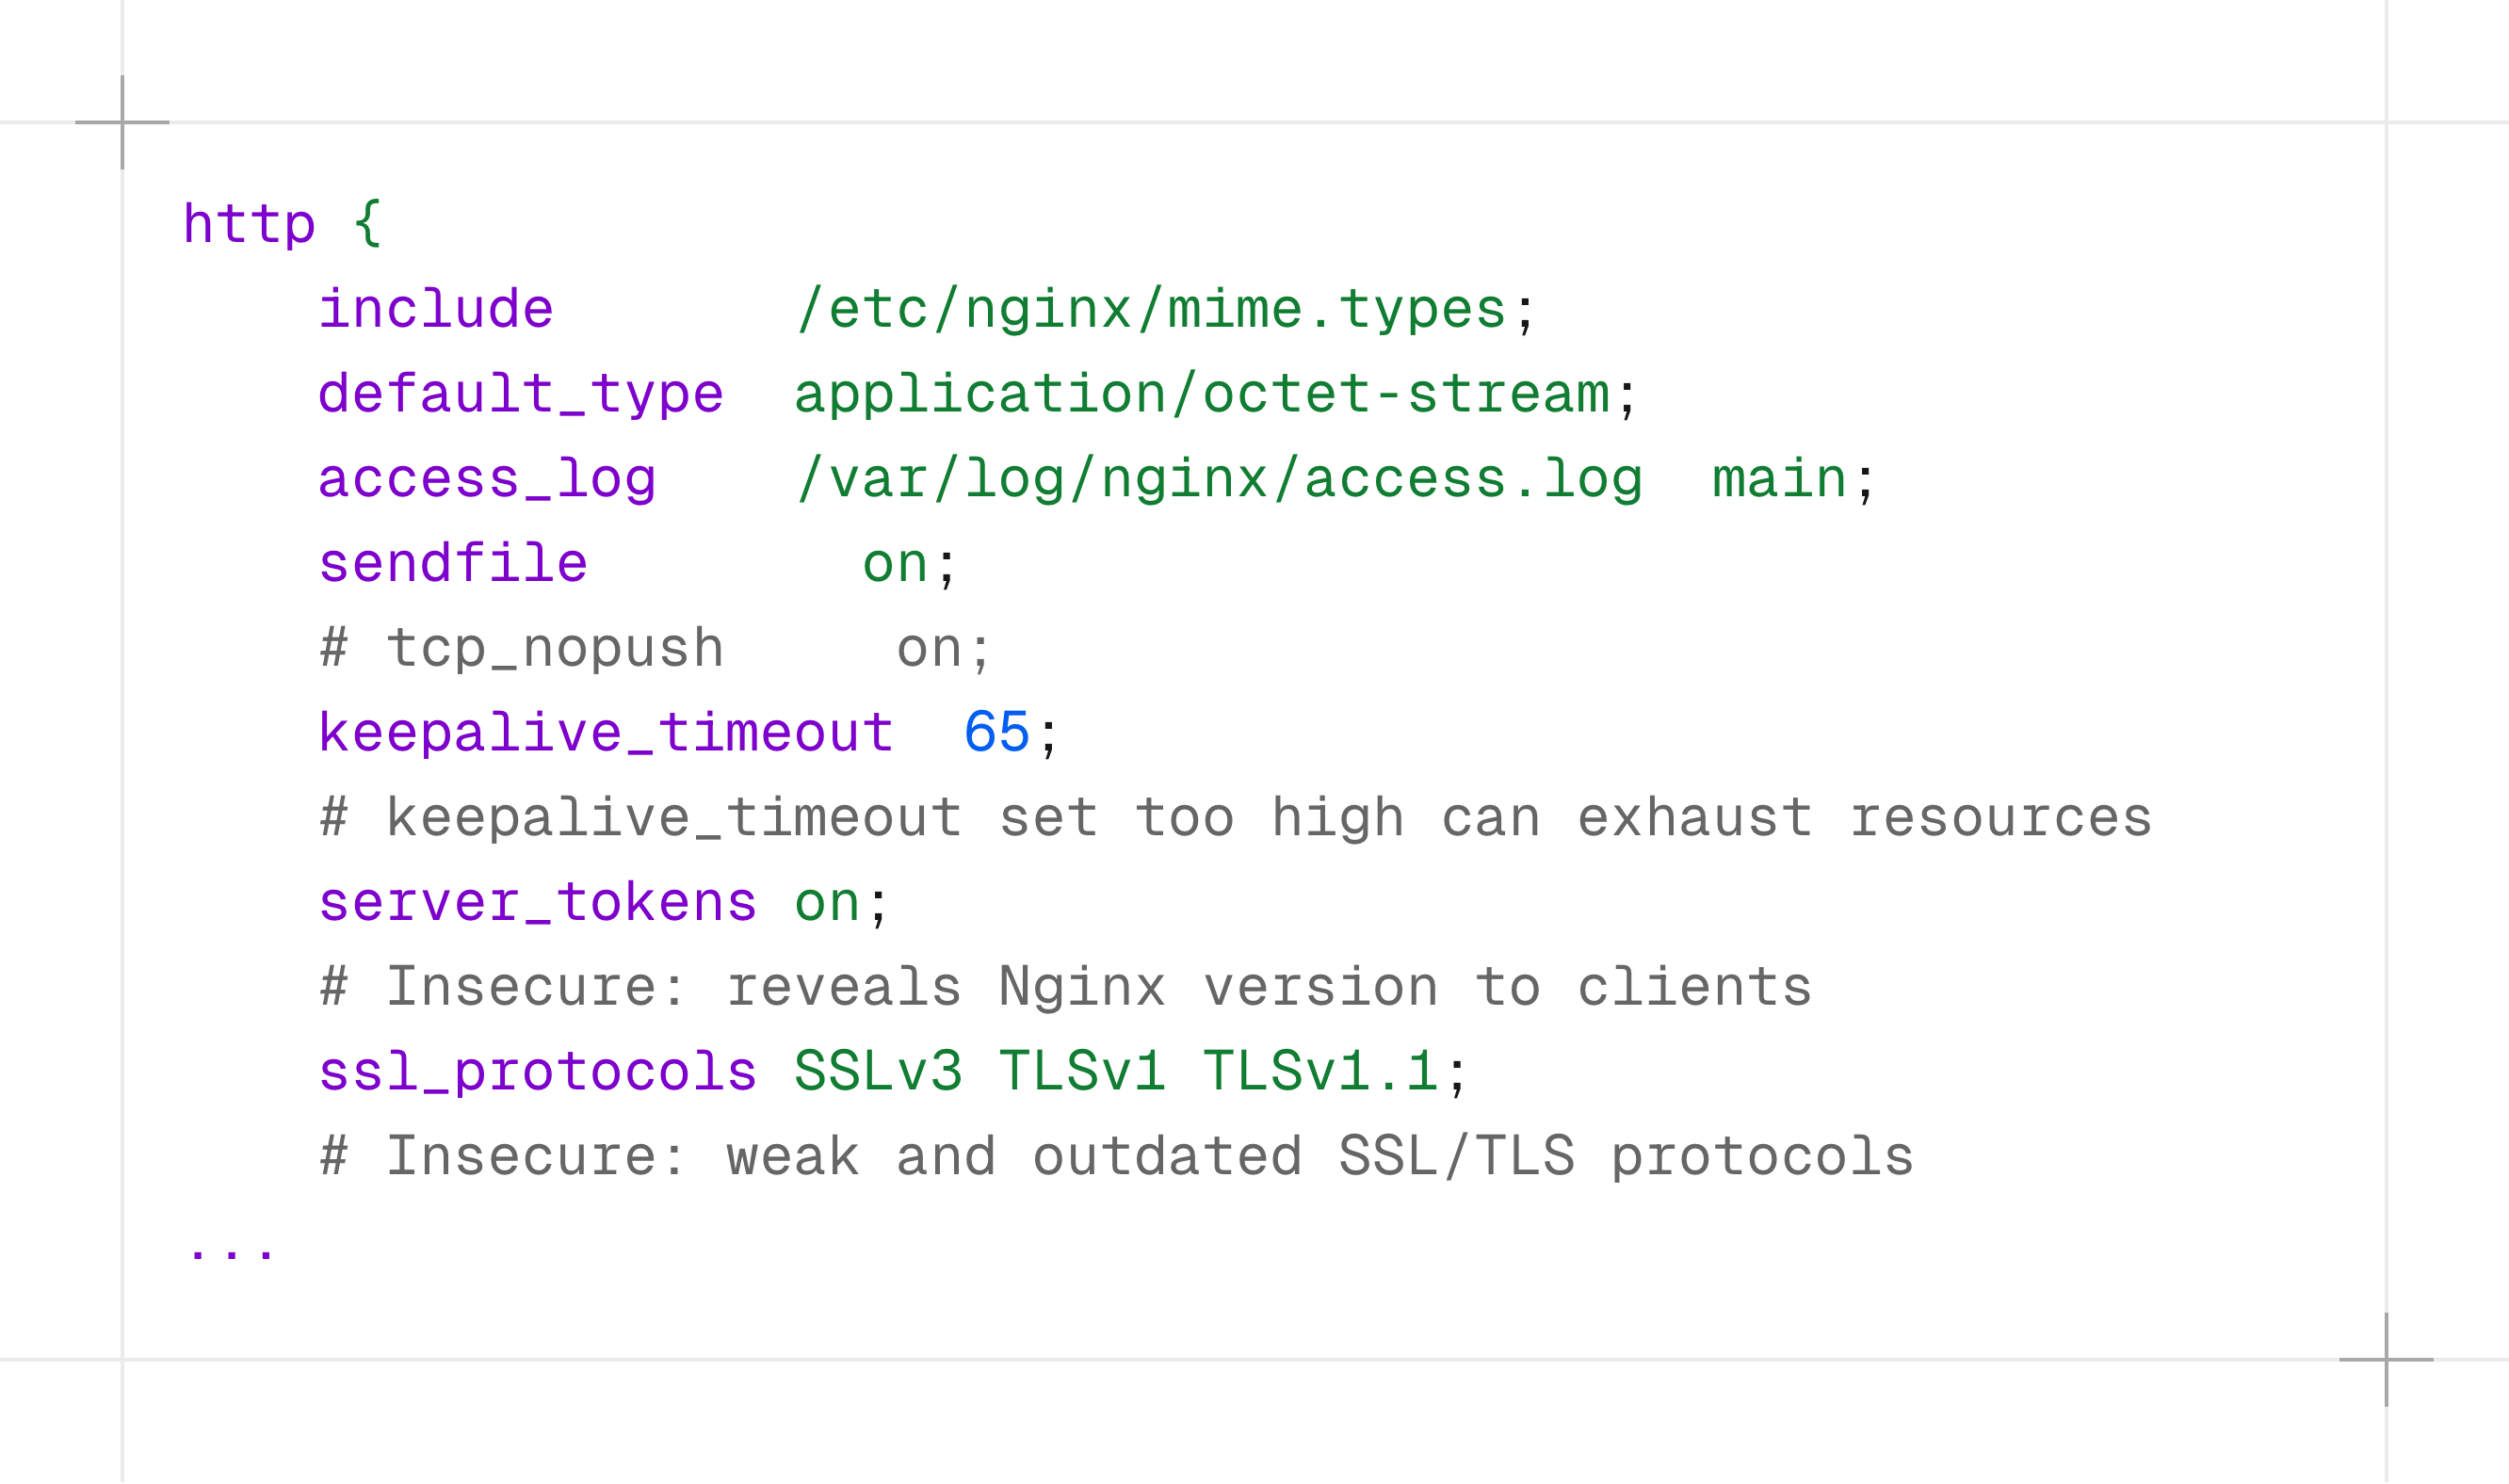 http {
    include       /etc/nginx/mime.types;
    default_type  application/octet-stream;
    access_log    /var/log/nginx/access.log  main;
    sendfile        on;
    # tcp_nopush     on;
    keepalive_timeout  65;
    # keepalive_timeout set too high can exhaust resources
    server_tokens on;
    # Insecure: reveals Nginx version to clients
    ssl_protocols SSLv3 TLSv1 TLSv1.1;
    # Insecure: weak and outdated SSL/TLS protocols
...